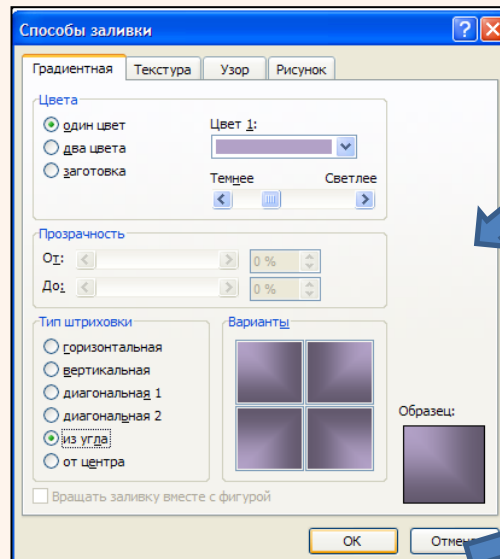 Способы заливки
Градиентная Текстура Узор Рисунок
Цвета
один цвет
два цвета
заготовка
Цвет 1:
Темнее Светлее
Прозрачность
От: 0 %
До: 0 %
Тип штриховки
горизонтальная
вертикальная
диагональная 1
диагональная 2
из угла
от центра
Варианты
Образец:
Вращать заливку вместе с фигурой
ОК